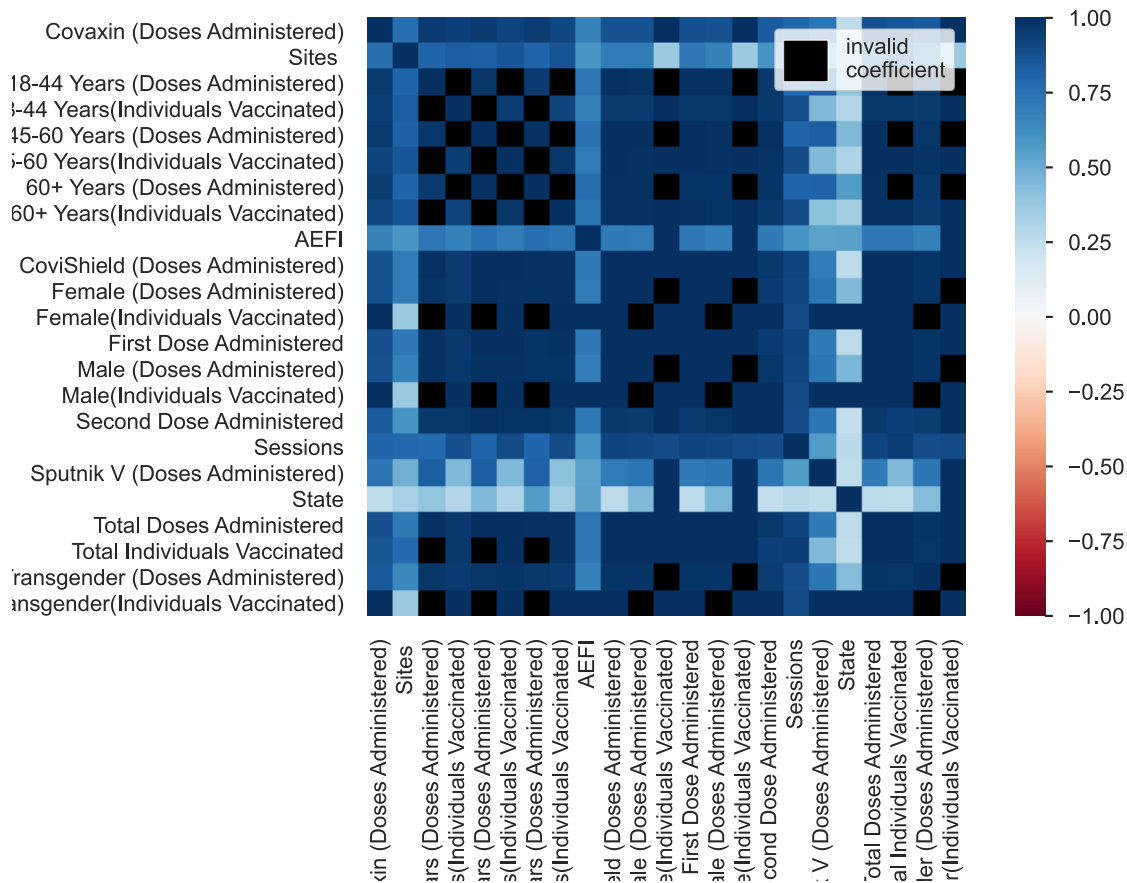 Covaxin (Doses Administered)
Sites
18-44 Years (Doses Administered)
-44 Years(Individuals Vaccinated)
45-60 Years (Doses Administered)
-60 Years(Individuals Vaccinated)
60+ Years (Doses Administered)
60+ Years(Individuals Vaccinated)
AEFI
CoviShield (Doses Administered)
Female (Doses Administered)
Female(Individuals Vaccinated)
First Dose Administered
Male (Doses Administered)
Male(Individuals Vaccinated)
Second Dose Administered
Sessions
Sputnik V (Doses Administered)
State
Total Doses Administered
Total Individuals Vaccinated
ransgender (Doses Administered)
ansgender(Individuals Vaccinated)
invalid
coefficient
1.00
0.75
0.50
0.25
0.00
−0.25
−0.50
−0.75
−1.00
xin (Doses Administered)
Sites
ars (Doses Administered)
s(Individuals Vaccinated)
ars (Doses Administered)
s(Individuals Vaccinated)
ars (Doses Administered)
s(Individuals Vaccinated)
AEFI
eld (Doses Administered)
ale (Doses Administered)
e(Individuals Vaccinated)
First Dose Administered
ale (Doses Administered)
e(Individuals Vaccinated)
cond Dose Administered
Sessions
V (Doses Administered)
State
Total Doses Administered
al Individuals Vaccinated
der (Doses Administered)
r(Individuals Vaccinated)